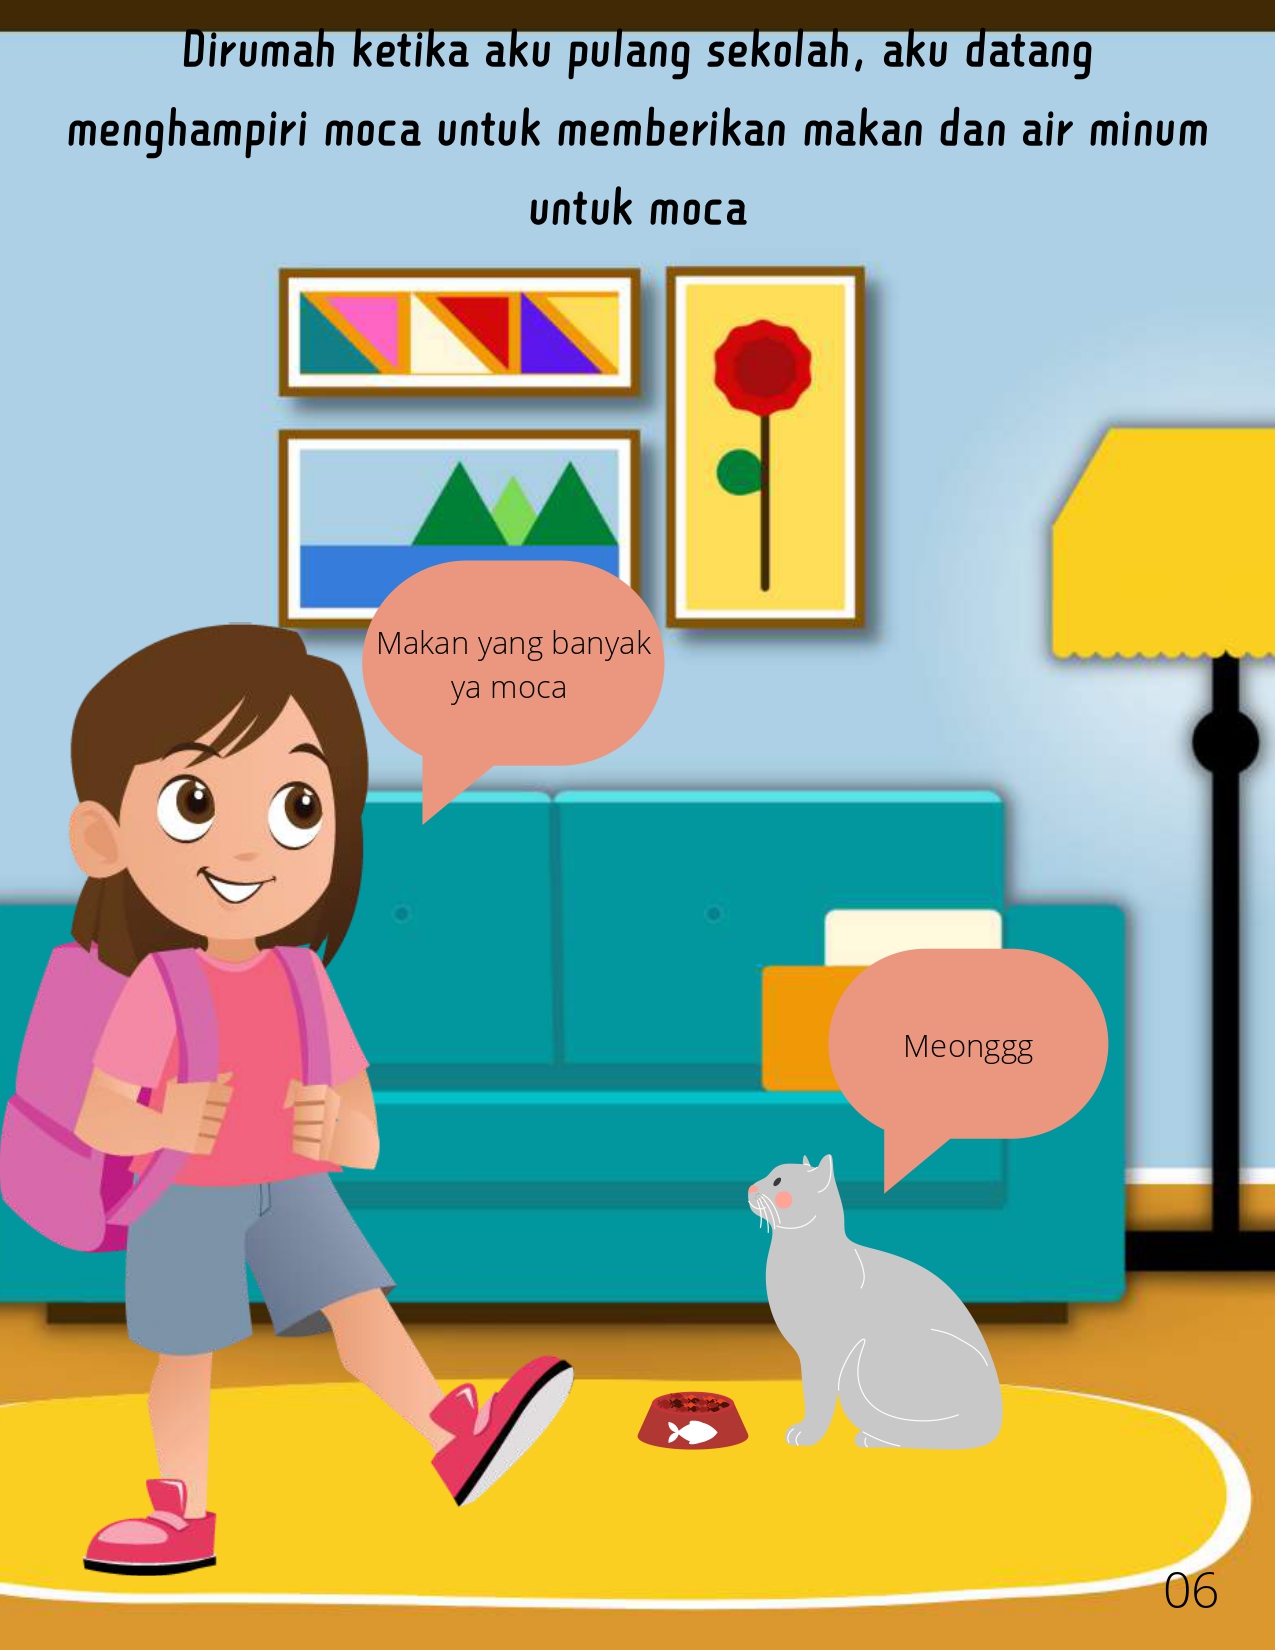 Dirumah ketika aku pulang sekolah, aku datang
menghampiri moca untuk memberikan makan dan air minum
untuk moca
Makan yang banyak
ya moca
Meonggg
06